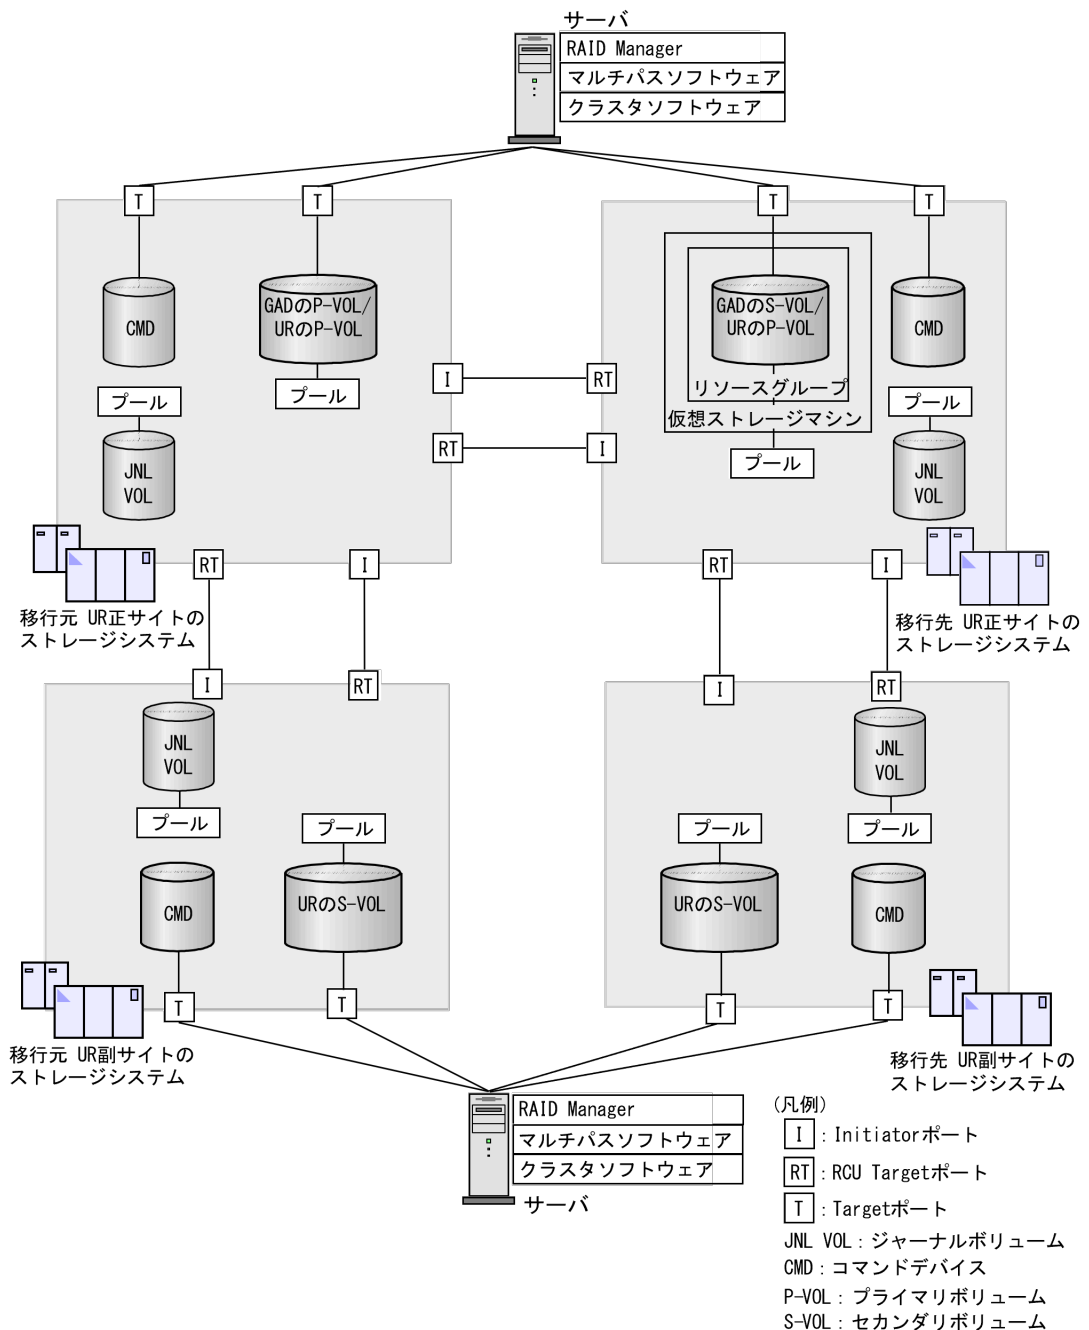 サーバ
RAID Manager
マルチパスソフトウェア
クラスタソフトウェア
T
T
T
T
CMD
GADのP-VOL/
URのP-VOL
GADのS-VOL/
URのP-VOL
CMD
I
RT
リソースグループ
プール
プール
プール
仮想ストレージマシン
RT
I
プール
JNL
VOL
JNL
VOL
RT
I
RT
I
移行元 UR正サイトの
ストレージシステム
移行先 UR正サイトの
ストレージシステム
I
RT
I
RT
JNL
VOL
JNL
VOL
プール
プール
プール
プール
CMD
URのS-VOL
URのS-VOL
CMD
T
T
T
T
移行元 UR副サイトの
ストレージシステム
移行先 UR副サイトの
ストレージシステム
RAID Manager
マルチパスソフトウェア
クラスタソフトウェア
サーバ
(凡例)
I : Initiatorポート
RT : RCU Targetポート
T : Targetポート
JNL VOL : ジャーナルボリューム
CMD : コマンドデバイス
P-VOL : プライマリボリューム
S-VOL : セカンダリボリューム